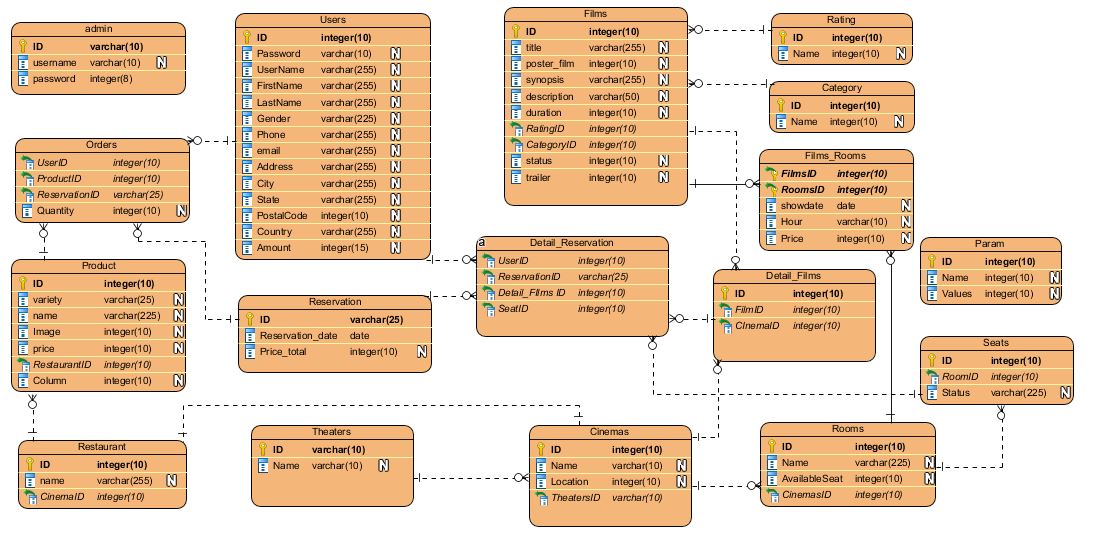 admin
ID varchar(10)
username varchar(10) N
password integer(8)
Users
ID integer(10)
Password varchar(10) N
UserName varchar(255) N
FirstName varchar(255) N
LastName varchar(255) N
Gender varchar(225) N
Phone varchar(255) N
email varchar(255) N
Address varchar(255) N
City varchar(255) N
State varchar(255) N
PostalCode integer(10) N
Country varchar(255) N
Amount integer(15) N
Films
ID integer(10)
title varchar(255) N
poster_film integer(10) N
synopsis varchar(255) N
description varchar(50) N
duration integer(10) N
RatingID integer(10)
CategoryID integer(10)
status integer(10) N
trailer integer(10) N
Rating
ID integer(10)
Name integer(10) N
Category
ID integer(10)
Name integer(10) N
Orders
UserID integer(10)
ProductID integer(10)
ReservationID varchar(25)
Quantity integer(10) N
Films_Rooms
FilmsID integer(10)
RoomsID integer(10)
showdate date N
Hour varchar(10) N
Price integer(10) N
Product
ID integer(10)
variety varchar(25) N
name varchar(225) N
Image integer(10) N
price integer(10) N
RestaurantID integer(10)
Column integer(10) N
Reservation
ID varchar(25)
Reservation_date date
Price_total integer(10) N
a
Detail_Reservation
UserID integer(10)
ReservationID varchar(25)
Detail_FIlms ID integer(10)
SeatID integer(10)
Detail_Films
ID integer(10)
FilmID integer(10)
CInemaID integer(10)
Param
ID integer(10)
Name integer(10) N
Values integer(10) N
Seats
ID integer(10)
RoomID integer(10)
Status varchar(225) N
Restaurant
ID integer(10)
name varchar(255) N
CinemaID integer(10)
Theaters
ID varchar(10)
Name varchar(10) N
Cinemas
ID integer(10)
Name varchar(10) N
Location integer(10) N
TheatersID varchar(10)
Rooms
ID integer(10)
Name varchar(225) N
AvailableSeat integer(10) N
CinemasID integer(10)